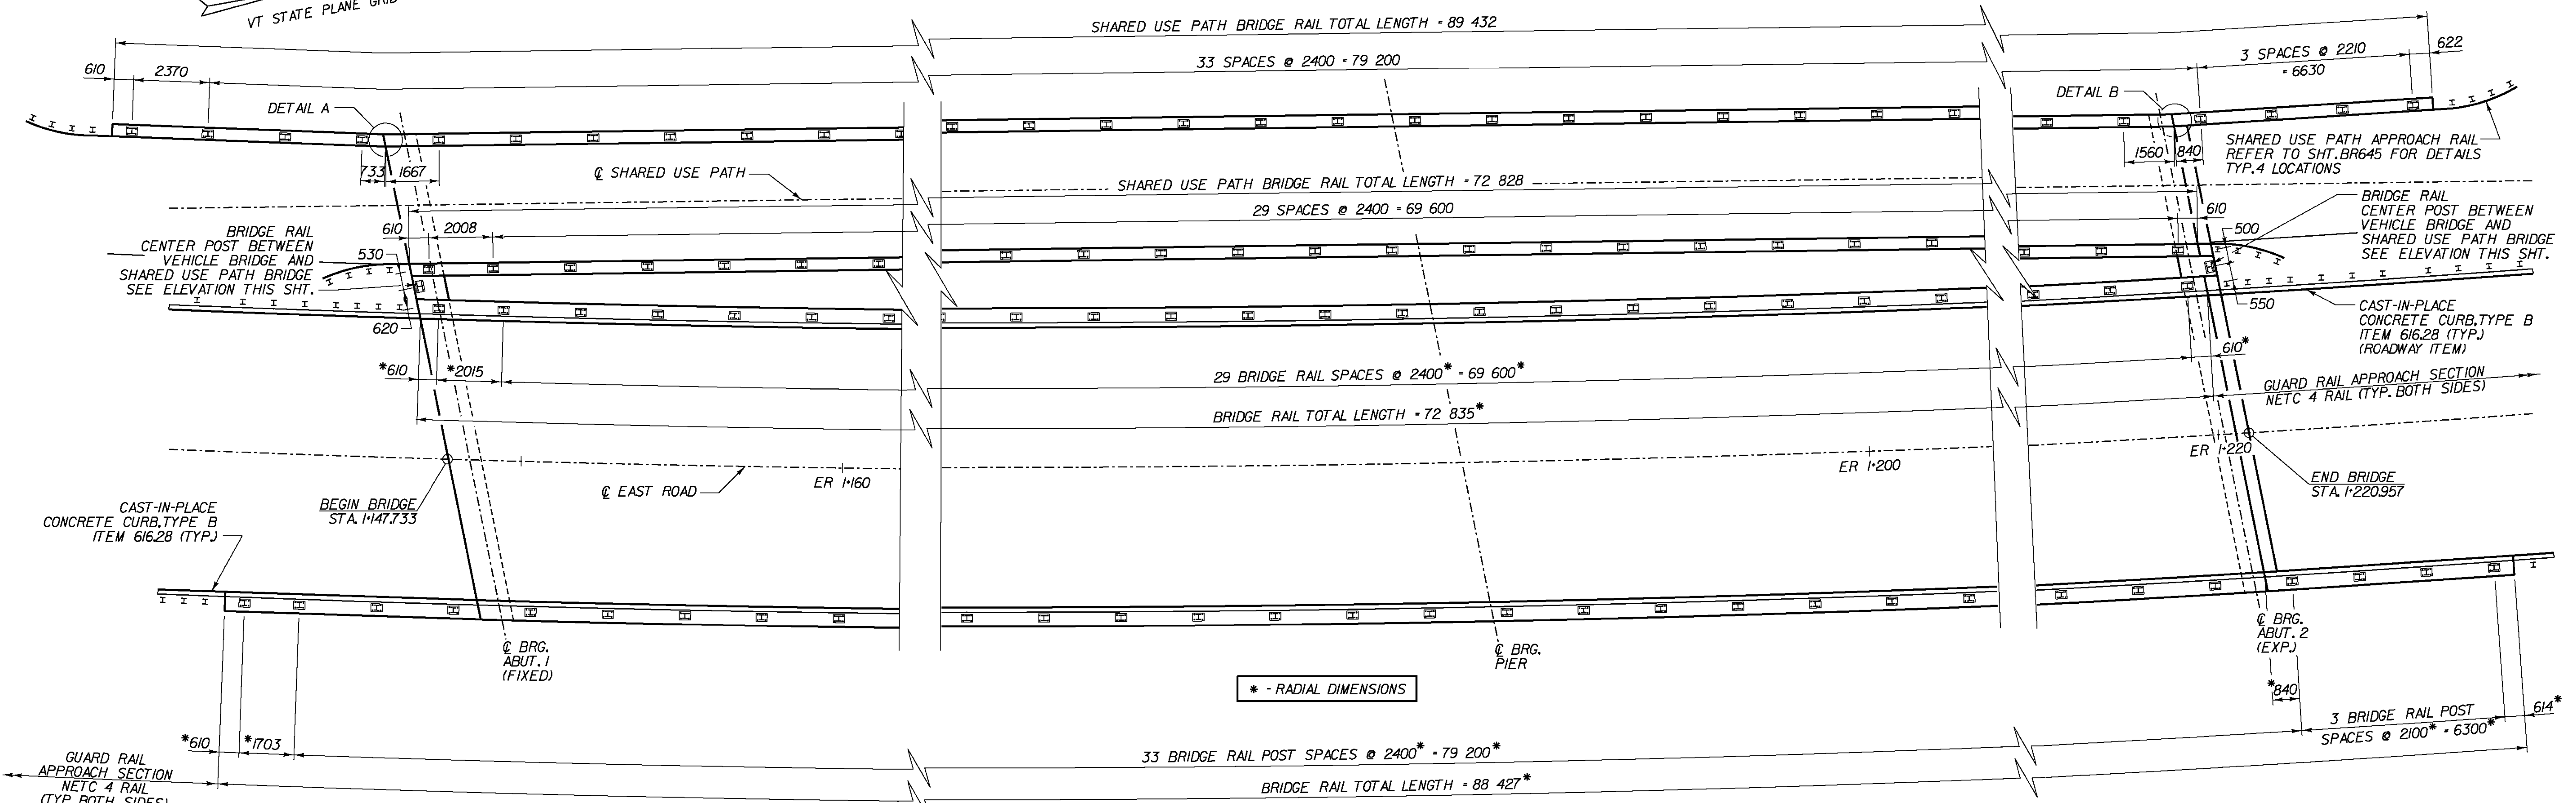 VT STATE PLANE GRID
SHARED USE PATH BRIDGE RAIL TOTAL LENGTH = 89 432
33 SPACES @ 2400 = 79 200
3 SPACES @ 2210
= 6630
622
610
2370
DETAIL A
DETAIL B
733
1667
1560
840
SHARED USE PATH APPROACH RAIL
REFER TO SHT.BR645 FOR DETAILS
TYP.4 LOCATIONS
℄ SHARED USE PATH
SHARED USE PATH BRIDGE RAIL TOTAL LENGTH = 72 828
29 SPACES @ 2400 = 69 600
610
2008
610
BRIDGE RAIL
CENTER POST BETWEEN
VEHICLE BRIDGE AND
SHARED USE PATH BRIDGE
SEE ELEVATION THIS SHT.
530
620
BRIDGE RAIL
CENTER POST BETWEEN
VEHICLE BRIDGE AND
SHARED USE PATH BRIDGE
SEE ELEVATION THIS SHT.
500
550
CAST-IN-PLACE
CONCRETE CURB,TYPE B
ITEM 616.28 (TYP.)
(ROADWAY ITEM)
*610
*2015
29 BRIDGE RAIL SPACES @ 2400* = 69 600*
610*
GUARD RAIL APPROACH SECTION
NETC 4 RAIL (TYP. BOTH SIDES)
BRIDGE RAIL TOTAL LENGTH = 72 835*
BEGIN BRIDGE
STA. 1+147.733
℄ EAST ROAD
ER 1+160
ER 1+200
ER 1+220
END BRIDGE
STA. 1+220.957
CAST-IN-PLACE
CONCRETE CURB,TYPE B
ITEM 616.28 (TYP.)
℄ BRG.
ABUT. 1
(FIXED)
℄ BRG.
PIER
℄ BRG.
ABUT. 2
(EXP.)
* - RADIAL DIMENSIONS
*840
*610
*1703
33 BRIDGE RAIL POST SPACES @ 2400* = 79 200*
3 BRIDGE RAIL POST
SPACES @ 2100* = 6300*
614*
BRIDGE RAIL TOTAL LENGTH = 88 427*
GUARD RAIL
APPROACH SECTION
NETC 4 RAIL
(TYP. BOTH SIDES)